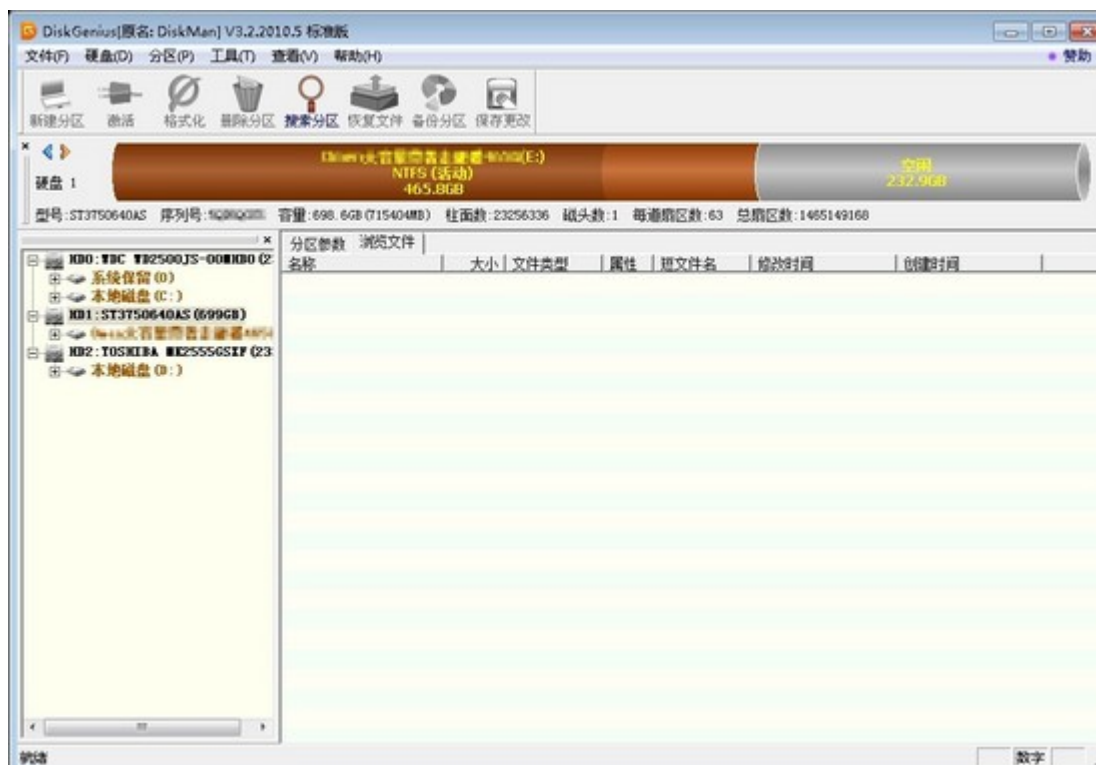 DiskGenius[原名: DiskMan] V3.2.2010.5 标准版
文件(F) 硬盘(D) 分区(P) 工具(T) 查看(V) 帮助(H) 赞助
新建分区 激活 格式化 删除分区 搜索分区 恢复文件 备份分区 保存更改
(E:)
NTFS (活动)
465.8GB
空闲
232.9GB
硬盘 1
型号:ST3750640AS 序列号: 容量:698.6GB(715404MB) 柱面数:23256336 磁头数:1 每道扇区数:63 总扇区数:1465149168
分区参数 浏览文件
名称 大小 文件类型 属性 短文件名 修改时间 创建时间
HD0:WDC WD2500JS-00MHB0 (2
系统保留(0)
本地磁盘(C:)
HD1:ST3750640AS(699GB)
HD2:TOSHIBA MK2555GSXF (23
本地磁盘(D:)
就绪 数字